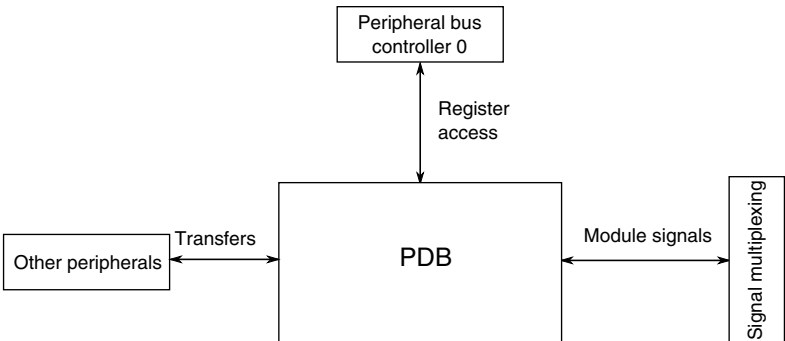 Peripheral bus
controller 0
Register
access
Transfers
Other peripherals
PDB
Module signals
Signal multiplexing